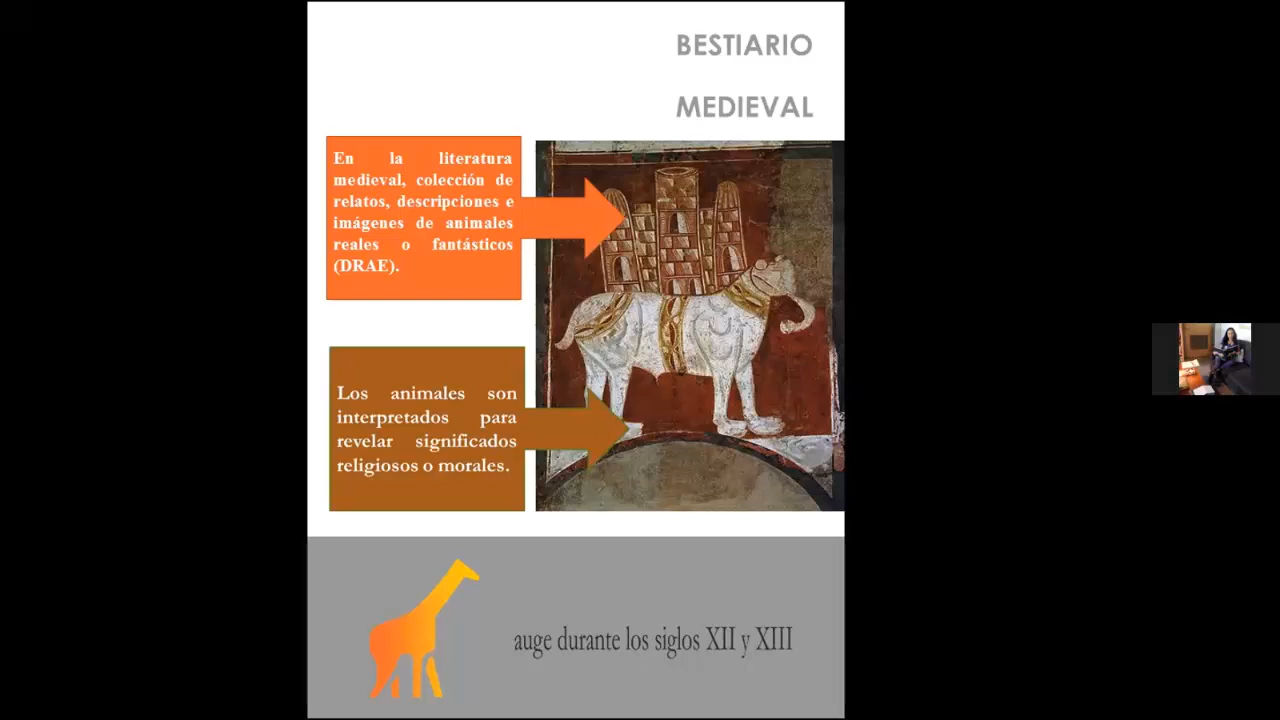 BESTIARIO
MEDIEVAL
En la literatura
medieval, colección de
relatos, descripciones e
imágenes de animales
reales o fantásticos
(DRAE).
Los animales son
interpretados para
revelar significados
religiosos o morales.
auge durante los siglos XII y XIII